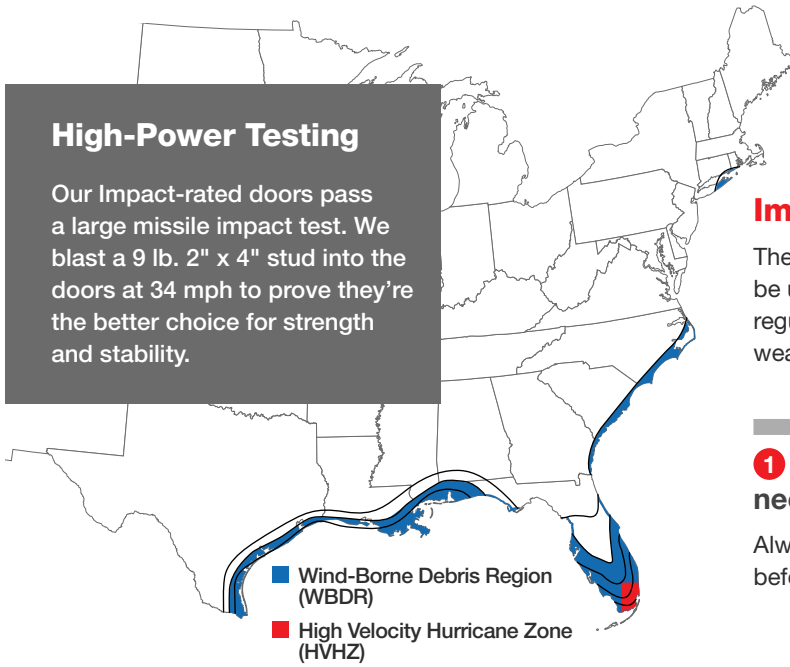 High-Power Testing
Our Impact-rated doors pass
a large missile impact test. We
blast a 9 lb. 2" x 4" stud into the
doors at 34 mph to prove they're
the better choice for strength
and stability.
Wind-Borne Debris Region
(WBDR)
High Velocity Hurricane Zone
(HVHZ)
The
1